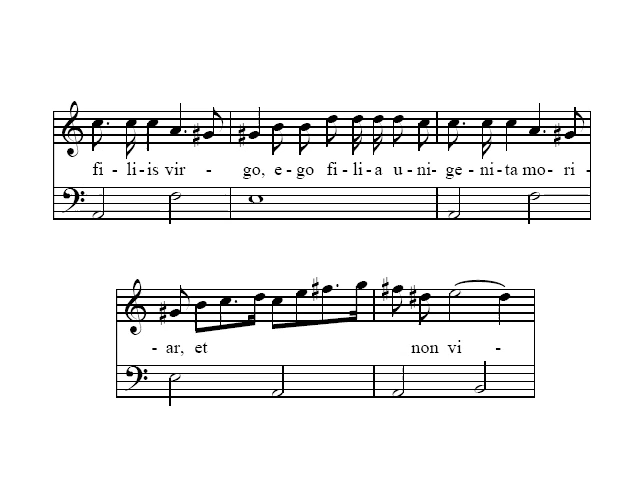 fi - li - is vir - go, e - go fi - li - a u - ni - ge - ni - ta mo - ri -
- ar, et non vi -